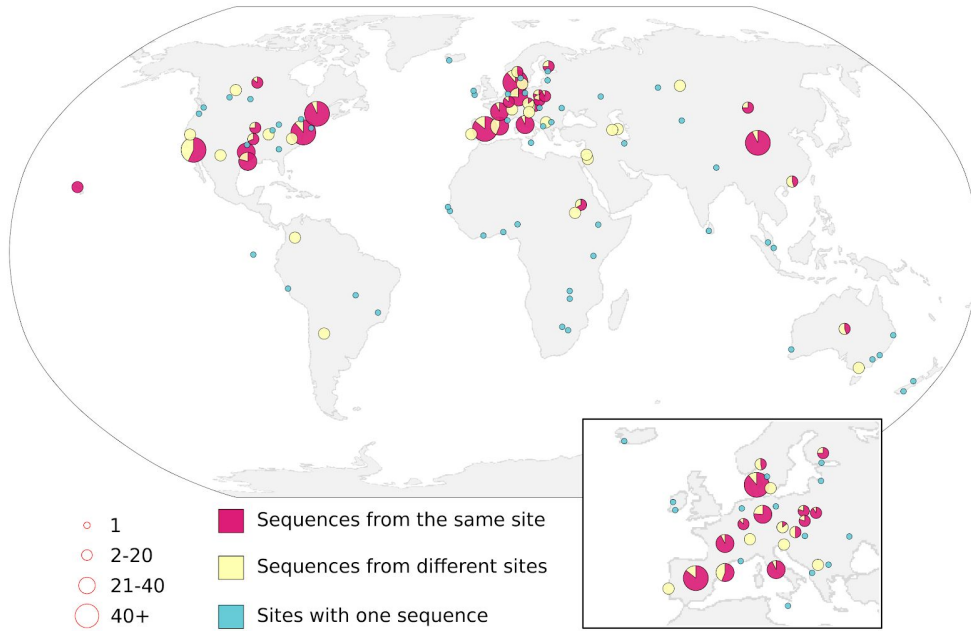 1
2-20
21-40
40+
Sequences from the same site
Sequences from different sites
Sites with one sequence